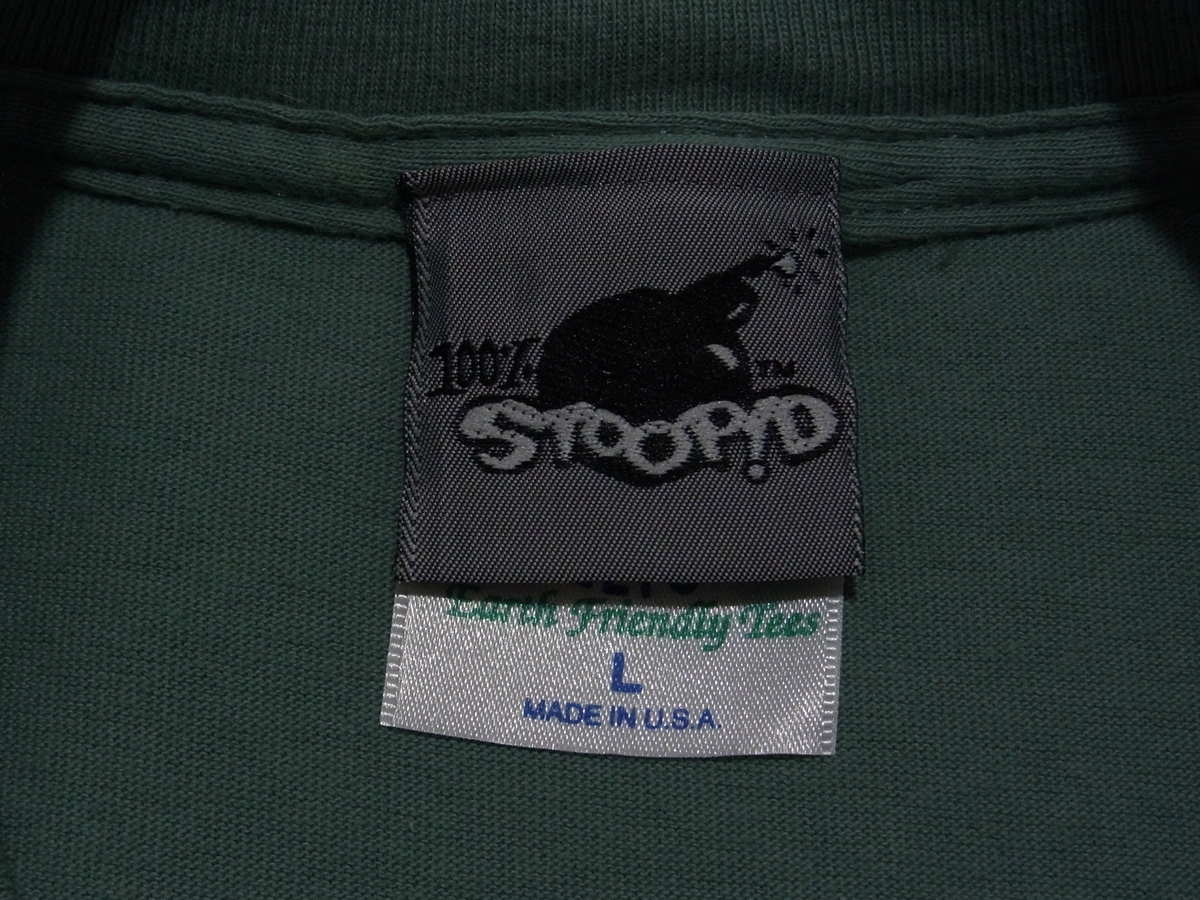 100% TM
STOOPiD
Earth Friendly Tees
L
MADE IN U.S.A.